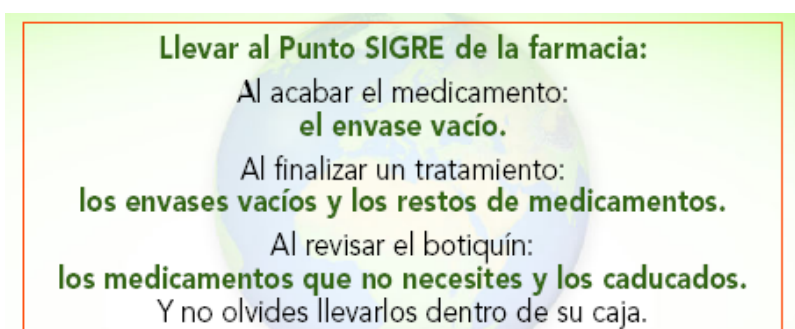 Llevar al Punto SIGRE de la farmacia:
Al acabar el medicamento:
el envase vacío.
Al finalizar un tratamiento:
los envases vacíos y los restos de medicamentos.
Al revisar el botiquín:
los medicamentos que no necesites y los caducados.
Y no olvides llevarlos dentro de su caja.